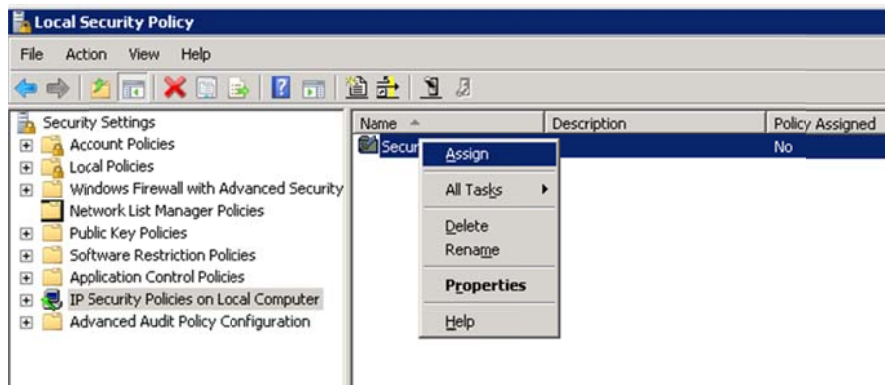 Local Security Policy
File Action View Help
Security Settings
Account Policies
Local Policies
Windows Firewall with Advanced Security
Network List Manager Policies
Public Key Policies
Software Restriction Policies
Application Control Policies
IP Security Policies on Local Computer
Advanced Audit Policy Configuration
Name Description Policy Assigned
Secur No
Assign
All Tasks
Delete
Rename
Properties
Help